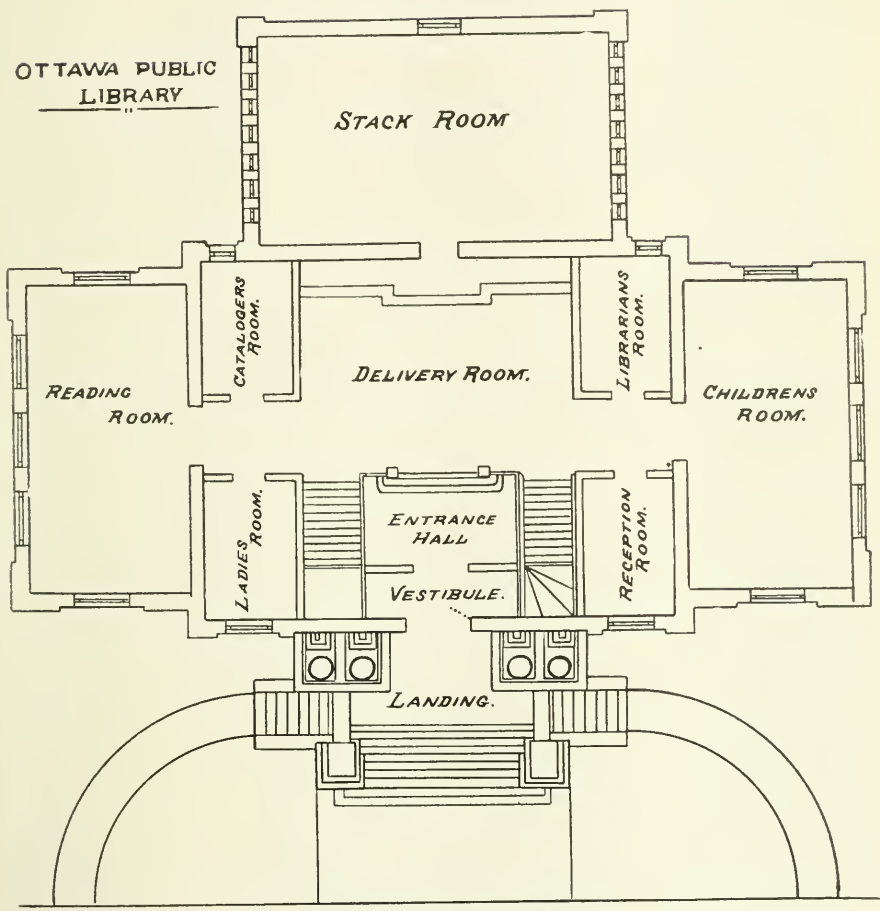 OTTAWA PUBLIC
LIBRARY
STACK ROOM
CATALOGERS
ROOM.
LIBRARIANS
ROOM.
READING
ROOM.
DELIVERY ROOM.
CHILDRENS
ROOM.
LADIES
ROOM.
ENTRANCE
HALL
RECEPTION
ROOM.
VESTIBULE.
LANDING.